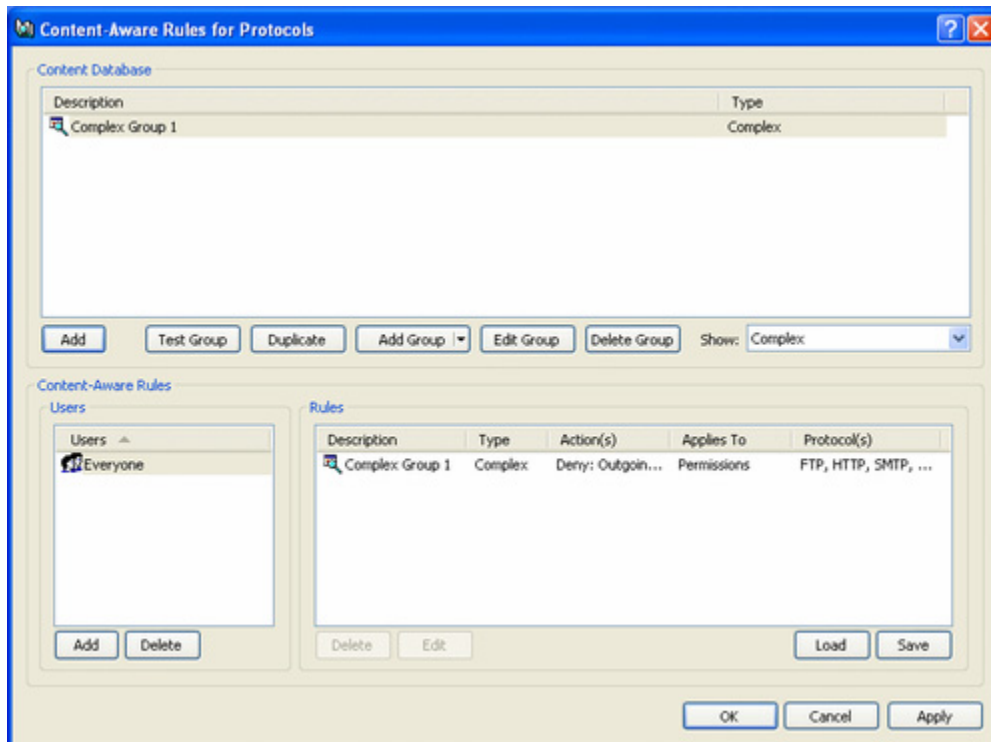 Content-Aware Rules for Protocols
Content Database
Description Type
Complex Group 1 Complex
Add Test Group Duplicate Add Group Edit Group Delete Group Show: Complex
Content-Aware Rules
Users
Users
Everyone
Add Delete
Rules
Description Type Action(s) Applies To Protocol(s)
Complex Group 1 Complex Deny: Outgoin... Permissions FTP, HTTP, SMTP, ...
Delete Edit Load Save
OK Cancel Apply